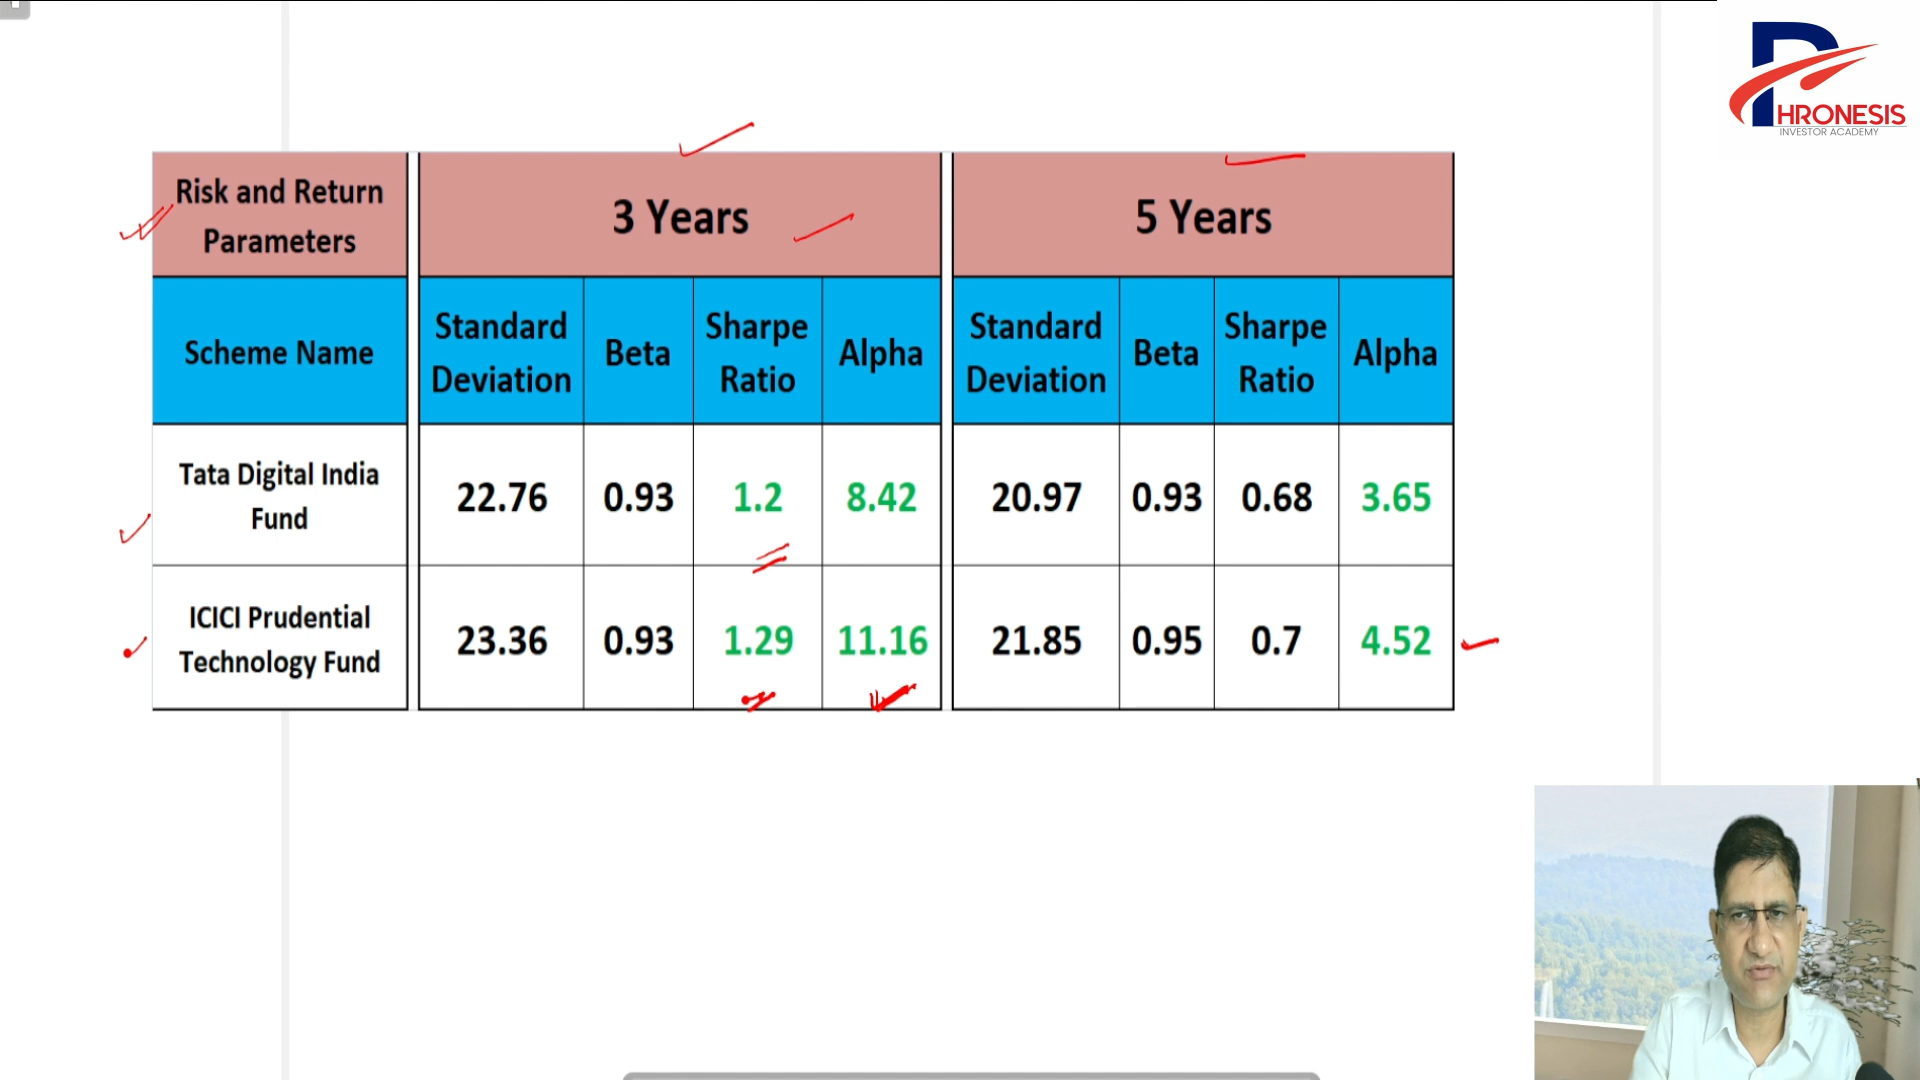 HRONESIS
INVESTOR ACADEMY
Risk and Return
Parameters
3 Years
5 Years
Scheme Name
Standard
Deviation
Beta
Sharpe
Ratio
Alpha
Standard
Deviation
Beta
Sharpe
Ratio
Alpha
Tata Digital India
Fund
22.76
0.93
1.2
8.42
20.97
0.93
0.68
3.65
ICICI Prudential
Technology Fund
23.36
0.93
1.29
11.16
21.85
0.95
0.7
4.52